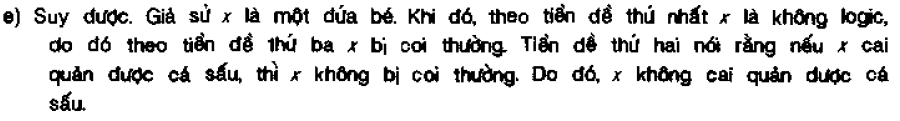 e) Suy được. Giả sử x là một đứa bé. Khi đó, theo tiền đề thứ nhất x là không logic,
do đó theo tiền đề thứ ba x bị coi thường. Tiền đề thứ hai nói rằng nếu x cai
quản được cá sấu, thì x không bị coi thường. Do đó, x không cai quản được cá
sấu.